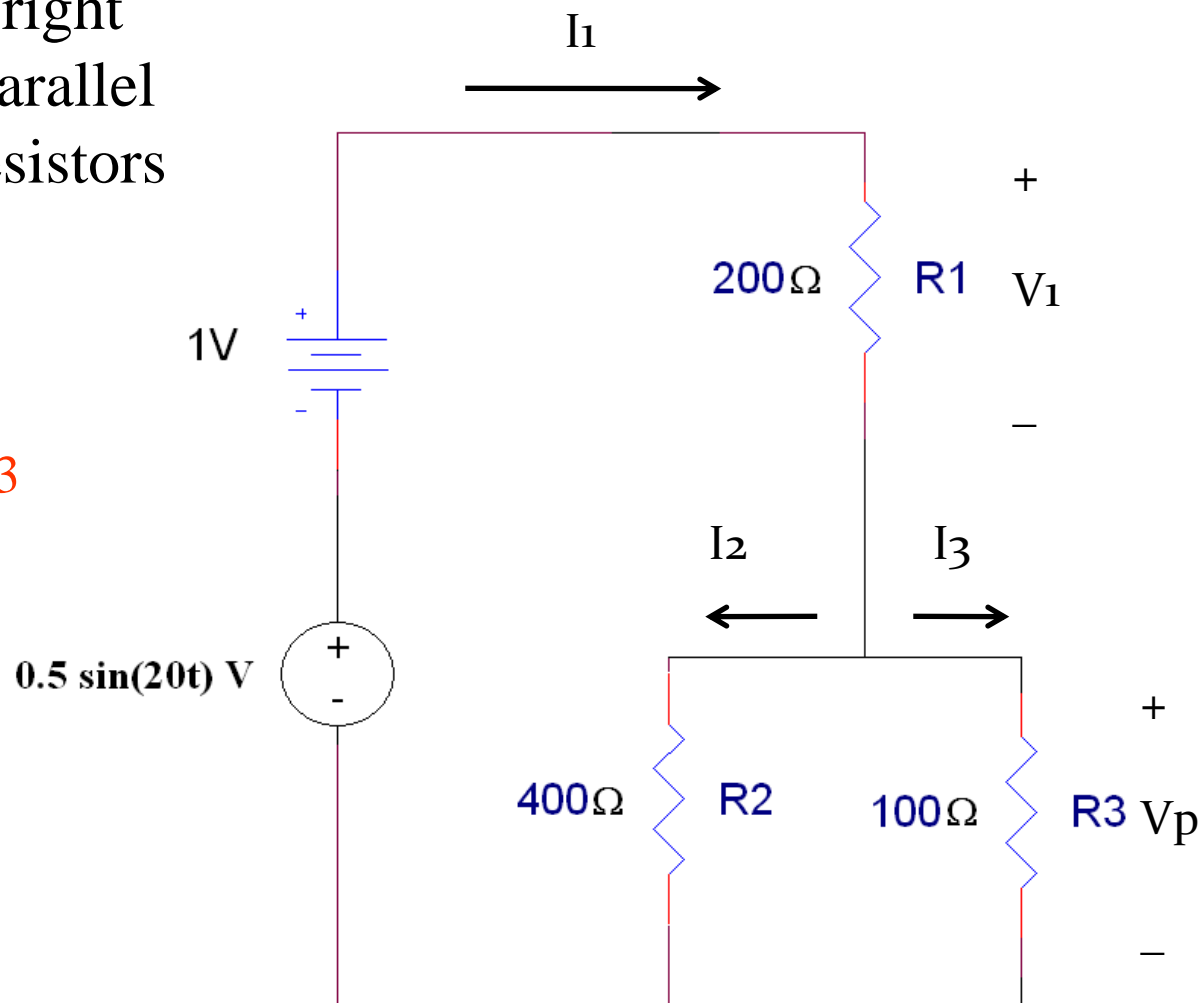 right
arallel
sistors
I1
+
200Ω R1 V1
+
1V
−
−
3
I2 I3
+
0.5 sin(20t) V
-
+
400Ω R2 100Ω R3 Vp
−